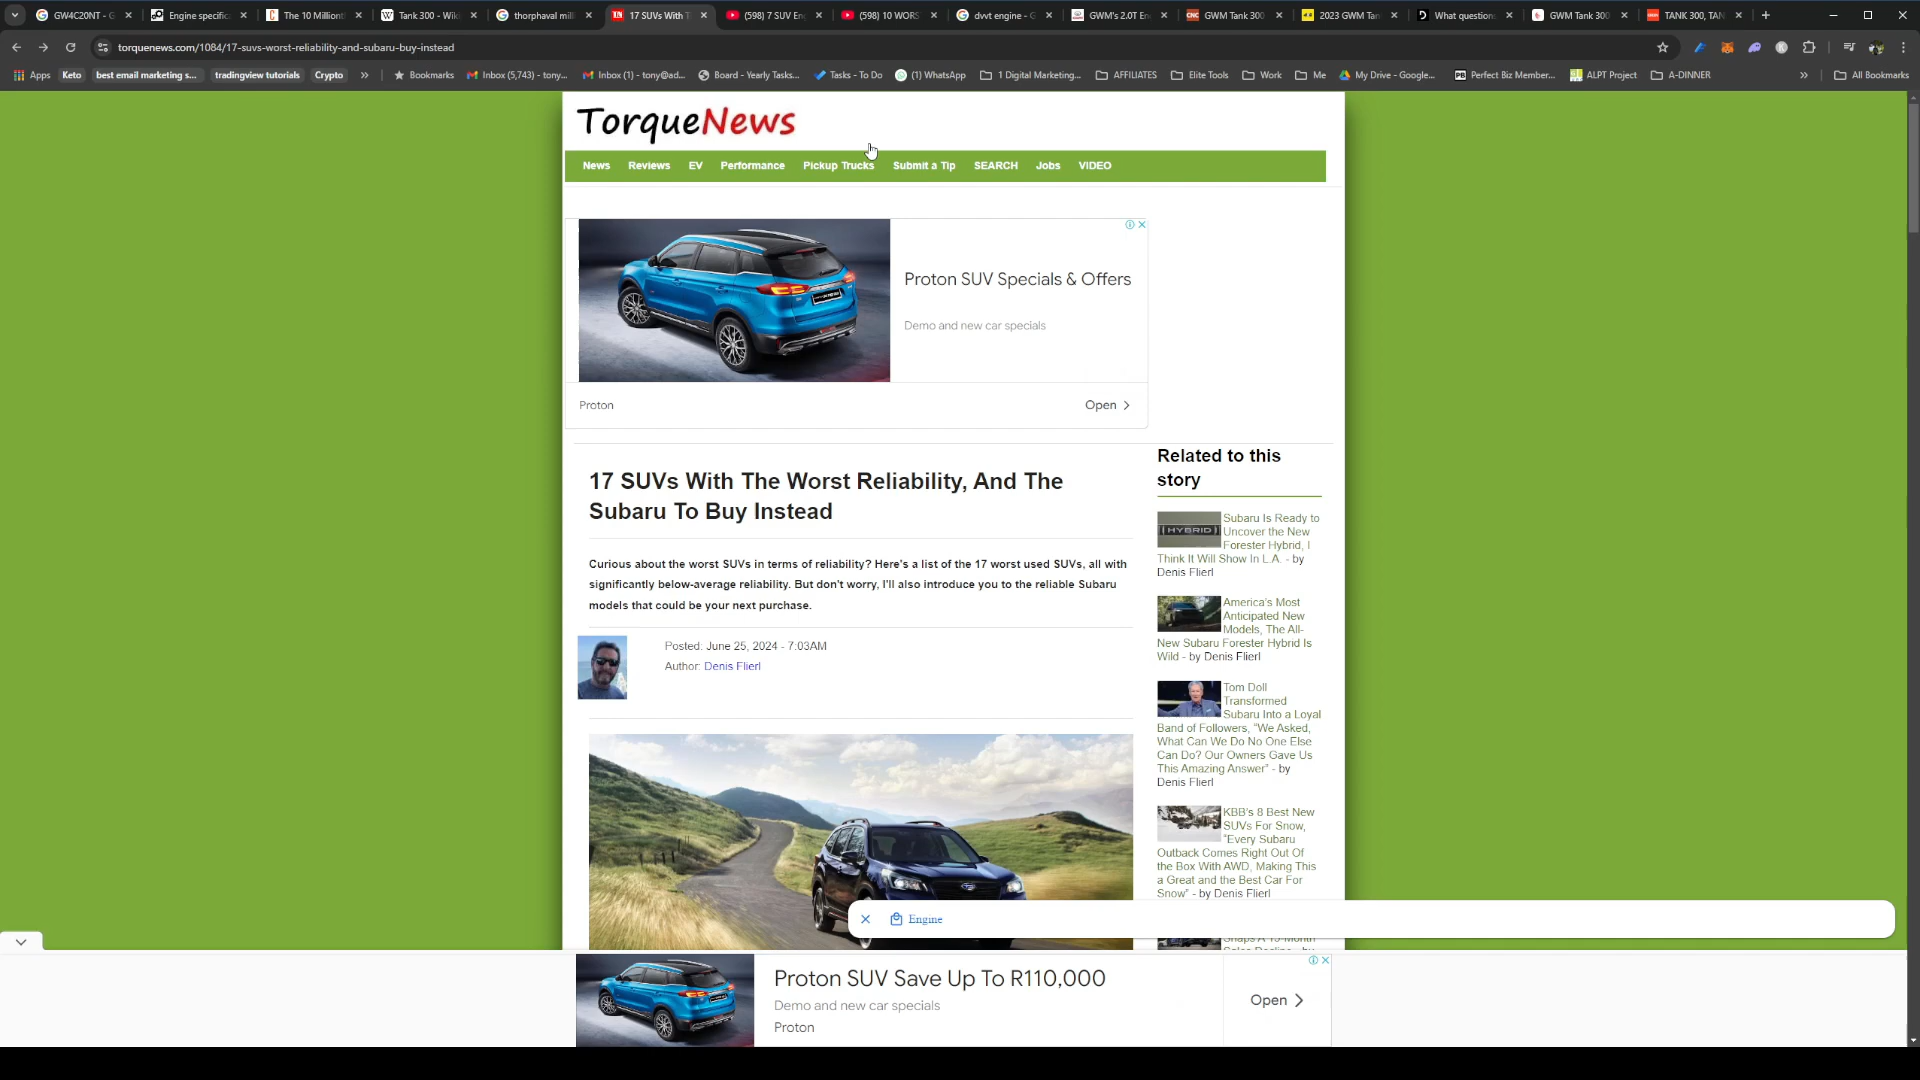 GW4C20NT - G
Engine specific
The 10 Millionth
Tank 300 - Wiki
thorphaval mil
17 SUVs With T
(598) 7 SUV En
(598) 10 WORS
dvvt engine - G
GWM's 2.0T En
GWM Tank 300
2023 GWM Tan
What question
GWM Tank 300
TANK 300, TAN
torquenews.com/1084/17-suvs-worst-reliability-and-subaru-buy-instead
Apps
Keto
best email marketing s...
tradingview tutorials
Crypto
Bookmarks
Inbox (5,743) - tony...
Inbox (1) - tony@ad...
Board - Yearly Tasks...
Tasks - To Do
(1) WhatsApp
1 Digital Marketing...
AFFILIATES
Elite Tools
Work
Me
My Drive - Google...
Perfect Biz Member...
ALPT Project
A-DINNER
All Bookmarks
TorqueNews
News Reviews EV Performance Pickup Trucks Submit a Tip SEARCH Jobs VIDEO
Proton SUV Specials & Offers
Demo and new car specials
Proton
Open
17 SUVs With The Worst Reliability, And The
Subaru To Buy Instead
Curious about the worst SUVs in terms of reliability? Here's a list of the 17 worst used SUVs, all with
significantly below-average reliability. But don't worry, I'll also introduce you to the reliable Subaru
models that could be your next purchase.
Posted: June 25, 2024 - 7:03AM
Author: Denis Flierl
Related to this
story
HYBRID
Subaru Is Ready to
Uncover the New
Forester Hybrid, I
Think It Will Show In L.A. - by
Denis Flierl
America's Most
Anticipated New
Models, The All-
New Subaru Forester Hybrid Is
Wild - by Denis Flierl
Tom Doll
Transformed
Subaru Into a Loyal
Band of Followers, "We Asked,
What Can We Do No One Else
Can Do? Our Owners Gave Us
This Amazing Answer" - by
Denis Flierl
KBB's 8 Best New
SUVs For Snow,
"Every Subaru
Outback Comes Right Out Of
the Box With AWD, Making This
a Great and the Best Car For
Snow" - by Denis Flierl
Engine
Proton SUV Save Up To R110,000
Demo and new car specials
Proton
Open